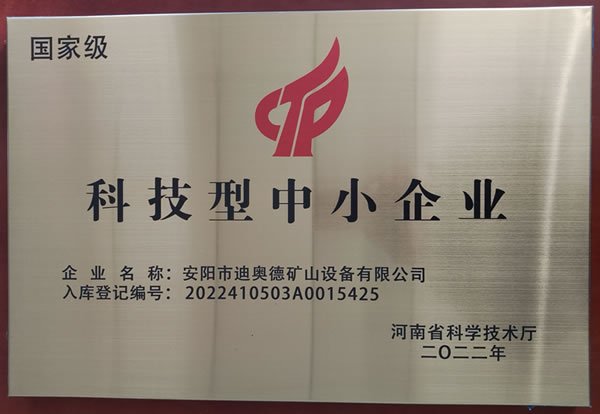 国家级
CTP
科技型中小企业
企业名称：安阳市迪奥德矿山设备有限公司
入库登记编号：2022410503A0015425
河南省科学技术厅
二〇二二年